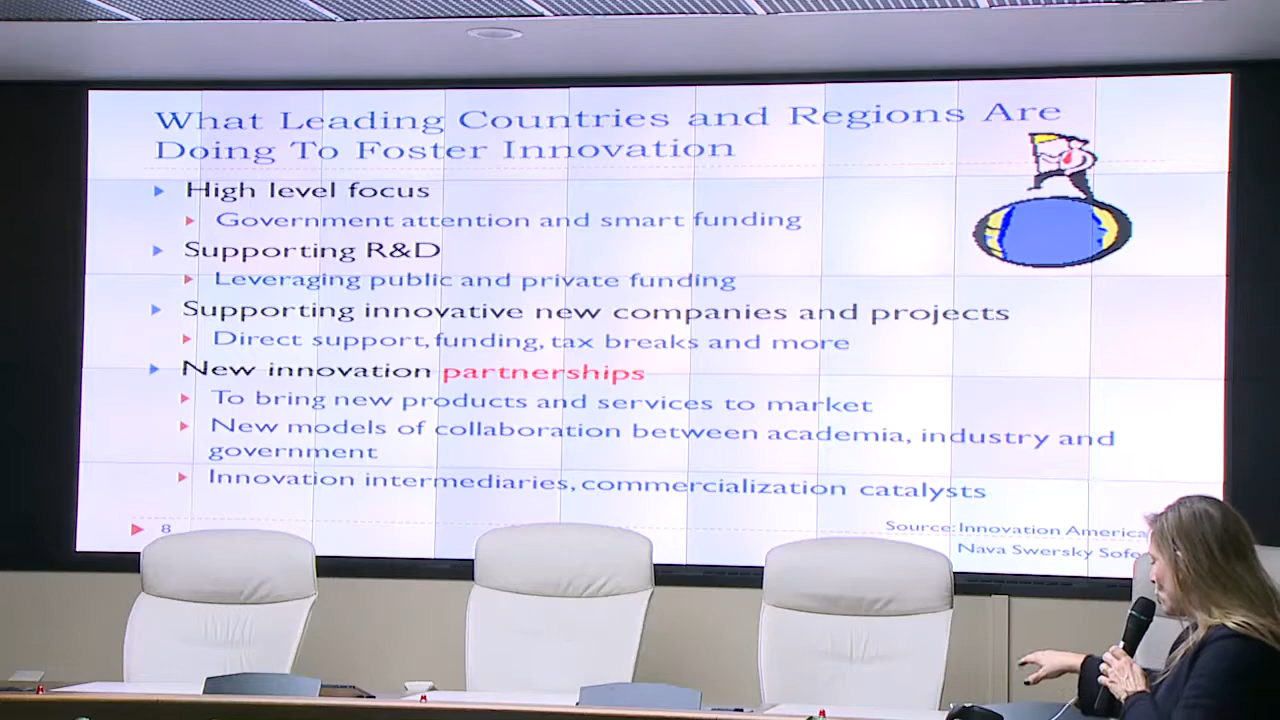 What Leading Countries and Regions Are
Doing To Foster Innovation
High level focus
Government attention and smart funding
Supporting R&D
Leveraging public and private funding
Supporting innovative new companies and projects
Direct support, funding, tax breaks and more
New innovation partnerships
To bring new products and services to market
New models of collaboration between academia, industry and
government
Innovation intermediaries, commercialization catalysts
8
Source: Innovation America
Nava Swersky